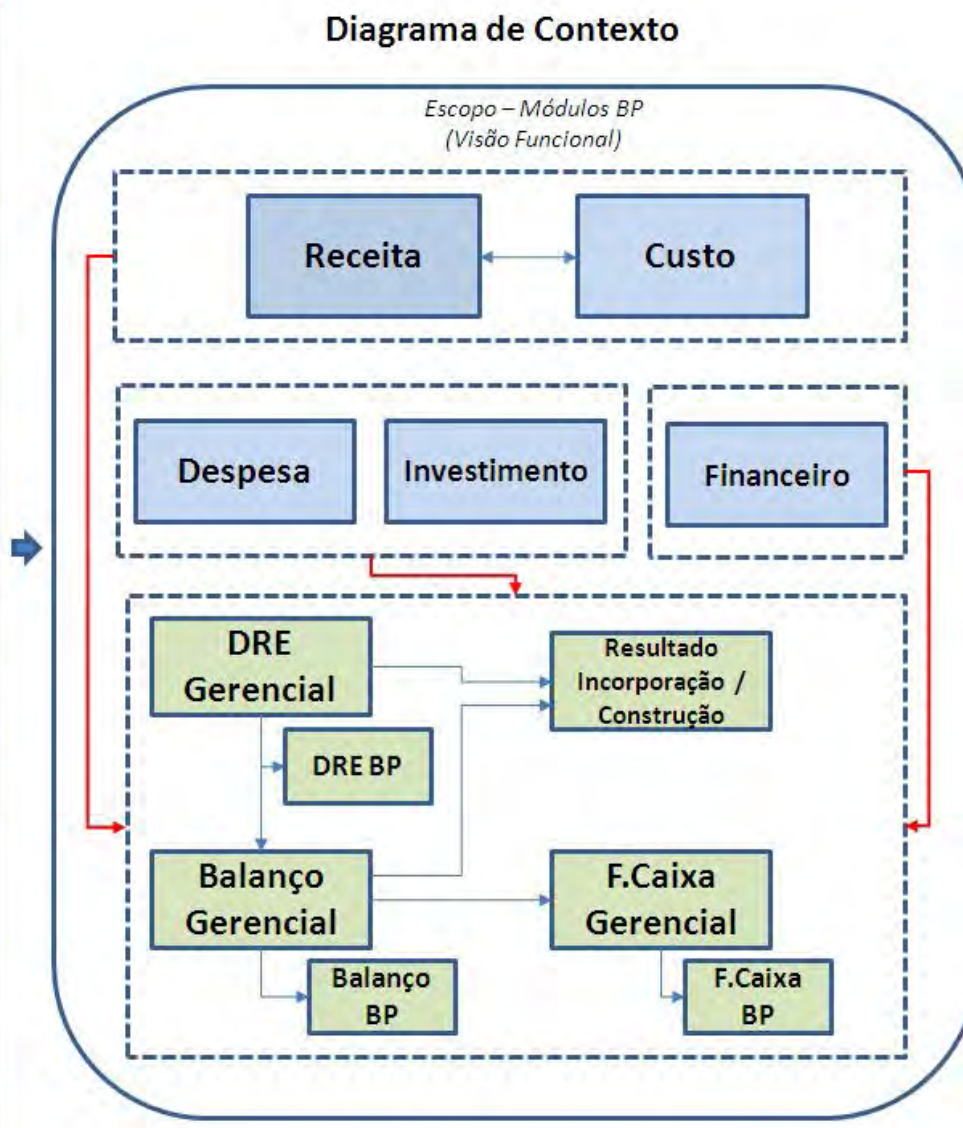 Diagrama de Contexto
Escopo – Módulos BP
(Visão Funcional)
Receita
Custo
Despesa
Investimento
Financeiro
DRE
Gerencial
Resultado
Incorporação /
Construção
DRE BP
Balanço
Gerencial
F.Caixa
Gerencial
Balanço
BP
F.Caixa
BP